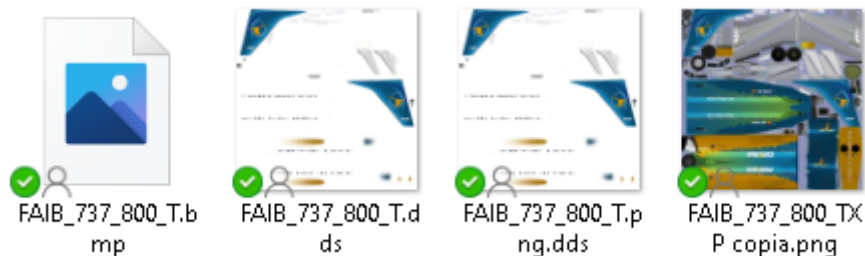 FAIB_737_800_T.b
mp
FAIB_737_800_T.d
ds
FAIB_737_800_T.p
ng.dds
FAIB_737_800_TX
P copia.png